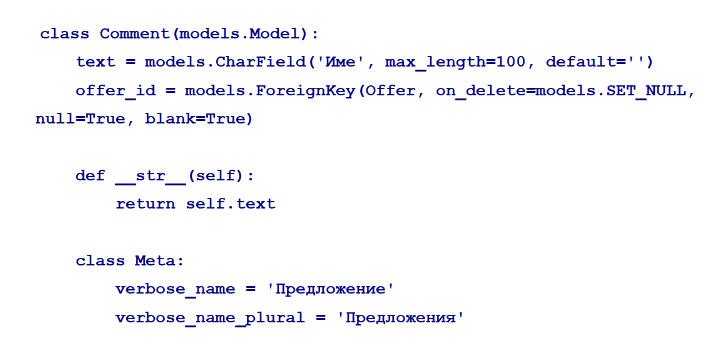 class Comment(models.Model):
text = models.CharField('Име', max_length=100, default='')
offer_id = models.ForeignKey(Offer, on_delete=models.SET_NULL,
null=True, blank=True)
def __str__(self):
return self.text
class Meta:
verbose_name = 'Предложение'
verbose_name_plural = 'Предложения'